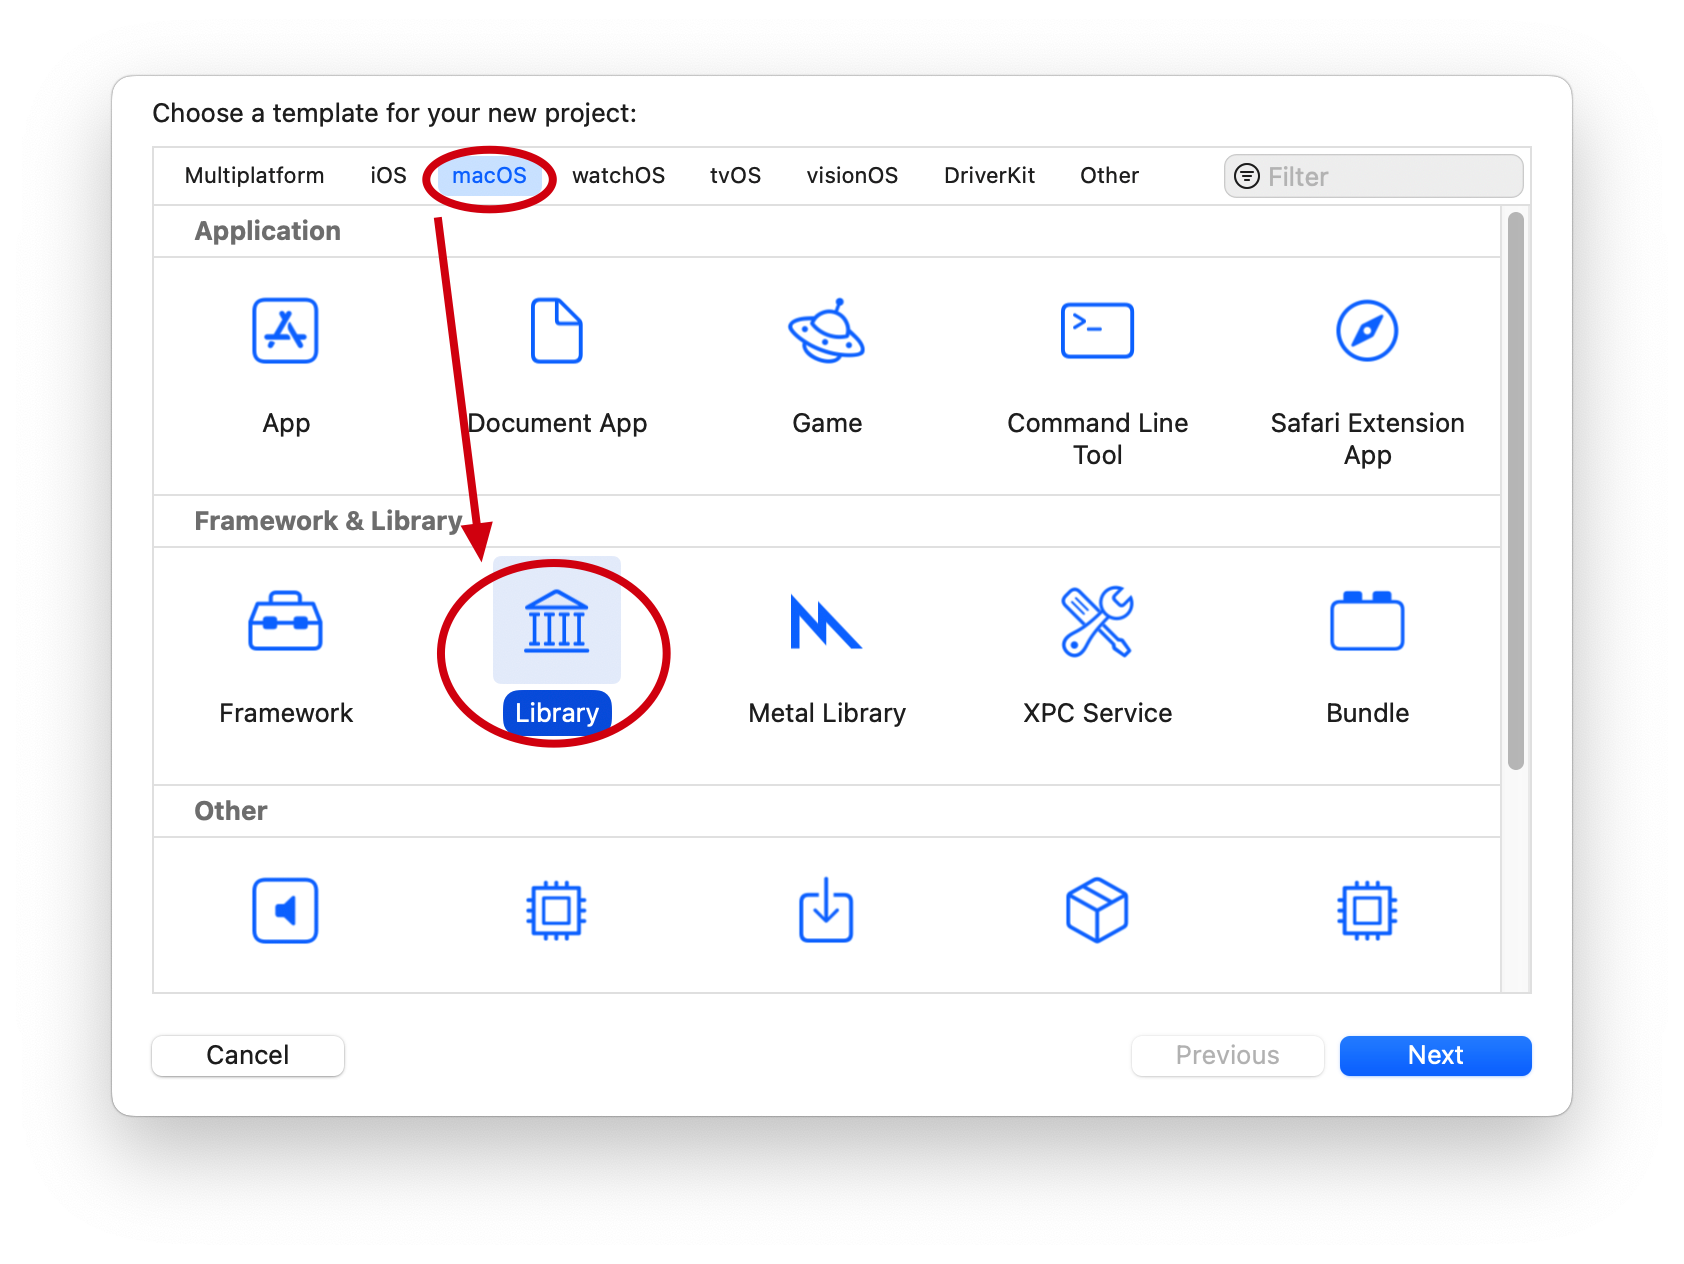 Choose a template for your new project:
Multiplatform iOS macOS watchOS tvOS visionOS DriverKit Other Filter
Application
App Document App Game Command Line Tool Safari Extension App
Framework & Library
Framework Library Metal Library XPC Service Bundle
Other
Cancel Previous Next